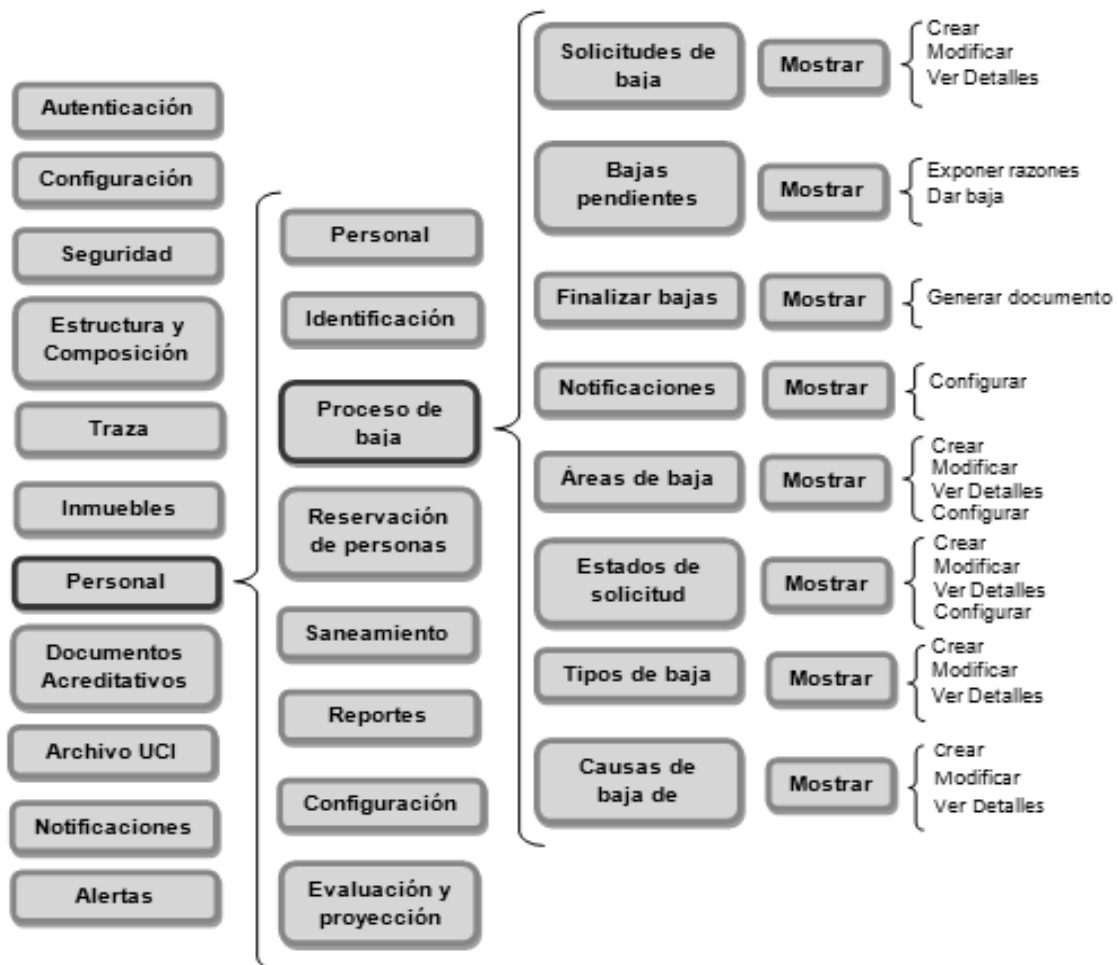 Autenticación
Configuración
Seguridad
Estructura y
Composición
Traza
Inmuebles
Personal
Documentos
Acreditativos
Archivo UCI
Notificaciones
Alertas
Personal
Identificación
Proceso de
baja
Reservación
de personas
Saneamiento
Reportes
Configuración
Evaluación y
proyección
Solicitudes de
baja
Mostrar
Crear
Modificar
Ver Detalles
Bajas
pendientes
Mostrar
Exponer razones
Dar baja
Finalizar bajas
Mostrar
Generar documento
Notificaciones
Mostrar
Configurar
Áreas de baja
Mostrar
Crear
Modificar
Ver Detalles
Configurar
Estados de
solicitud
Mostrar
Crear
Modificar
Ver Detalles
Configurar
Tipos de baja
Mostrar
Crear
Modificar
Ver Detalles
Causas de
baja de
Mostrar
Crear
Modificar
Ver Detalles